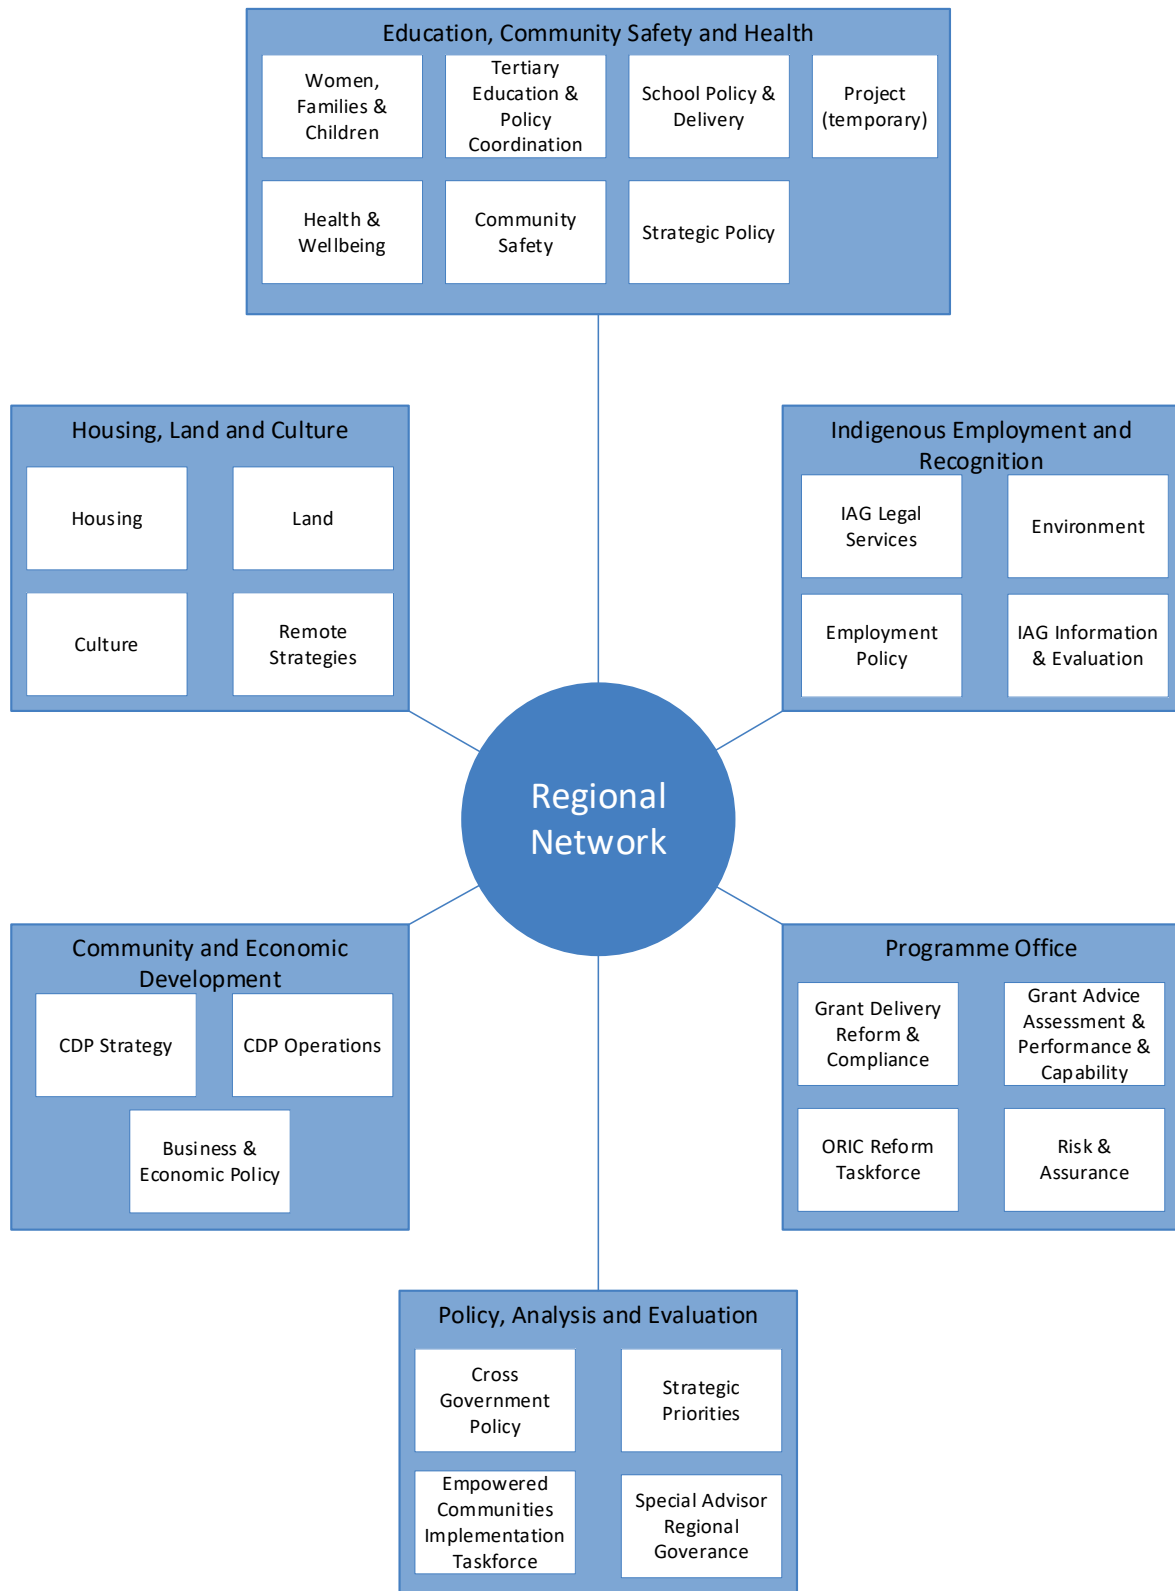 Education, Community Safety and Health
Women,
Families &
Children
Tertiary
Education &
Policy
Coordination
School Policy &
Delivery
Project
(temporary)
Health &
Wellbeing
Community
Safety
Strategic Policy
Housing, Land and Culture
Housing
Land
Culture
Remote
Strategies
Indigenous Employment and
Recognition
IAG Legal
Services
Environment
Employment
Policy
IAG Information
& Evaluation
Regional
Network
Community and Economic
Development
CDP Strategy
CDP Operations
Business &
Economic Policy
Programme Office
Grant Delivery
Reform &
Compliance
Grant Advice
Assessment &
Performance &
Capability
ORIC Reform
Taskforce
Risk &
Assurance
Policy, Analysis and Evaluation
Cross
Government
Policy
Strategic
Priorities
Empowered
Communities
Implementation
Taskforce
Special Advisor
Regional
Goverance